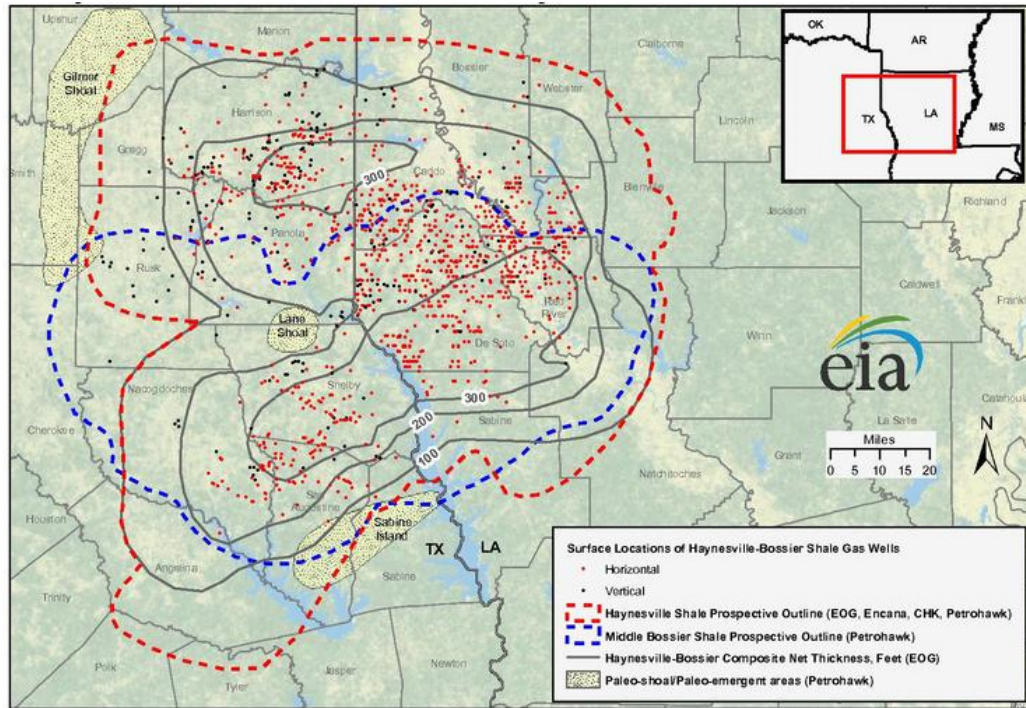 Upshur
Marion
Claiborne
Bossier
Webster
Gilmer
Shoal
Harrison
Lincoln
Gregg
Smith
300
Caddo
Bienville
Jackson
Richland
Panola
Rusk
Red
River
Caldwell
Lana
Shoal
De Soto
Winn
Frankl
Nacogdoches
Shelby
Cherokee
300
200
100
Sabine
La Salle
Catahoula
Natchitoches
Grant
Houston
San
Augustine
Sabine
Island
TX
LA
Angelina
Sabine
Trinity
Polk
Tyler
Jasper
Newton
OK
AR
TX
LA
MS
eia
Miles
0 5 10 20
N
Surface Locations of Haynesville-Bossier Shale Gas Wells
Horizontal
Vertical
Haynesville Shale Prospective Outline (EOG, Encana, CHK, Petrohawk)
Middle Bossier Shale Prospective Outline (Petrohawk)
Haynesville-Bossier Composite Net Thickness, Feet (EOG)
Paleo-shoal/Paleo-emergent areas (Petrohawk)